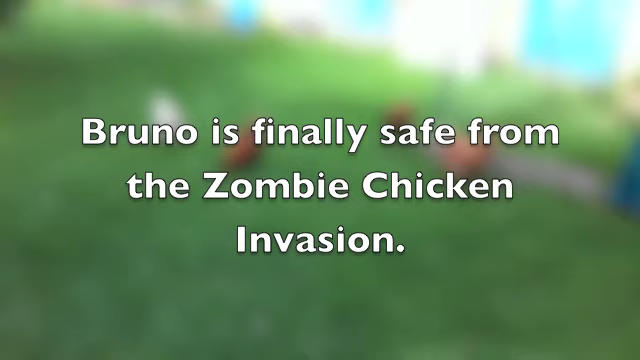 Bruno is finally safe from
the Zombie Chicken
Invasion.